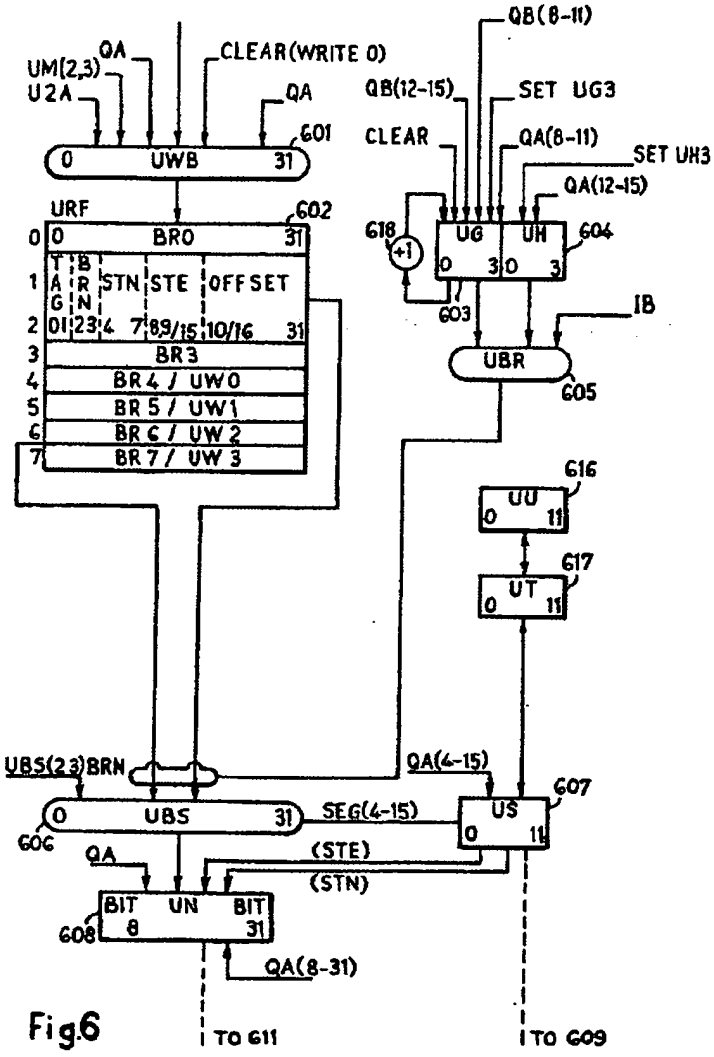 QB(8-11)
QA
CLEAR(WRITE 0)
UM(2,3)
U2A
QA
QB(12-15)
SET UG3
601
CLEAR
QA(8-11)
SET UH3
0 UWB 31
QA(12-15)
URF
602
618
+1
UG
UH
604
0 0 BR0 31
0 3 0 3
603
1 TAG BRN STN STE OFFSET
IB
2 01 23 4 7 8,9/15 10/16 31
3 BR3
UBR
4 BR4 / UW0
605
5 BR5 / UW1
6 BR6 / UW2
7 BR7 / UW3
616
UU
0 11
617
UT
0 11
UBS(2,3)BRN
QA(4-15)
607
0 UBS 31
SEG(4-15)
US
0 11
606
(STE)
QA
(STN)
BIT UN BIT
8 31
608
QA(8-31)
Fig.6
TO 611
TO 609